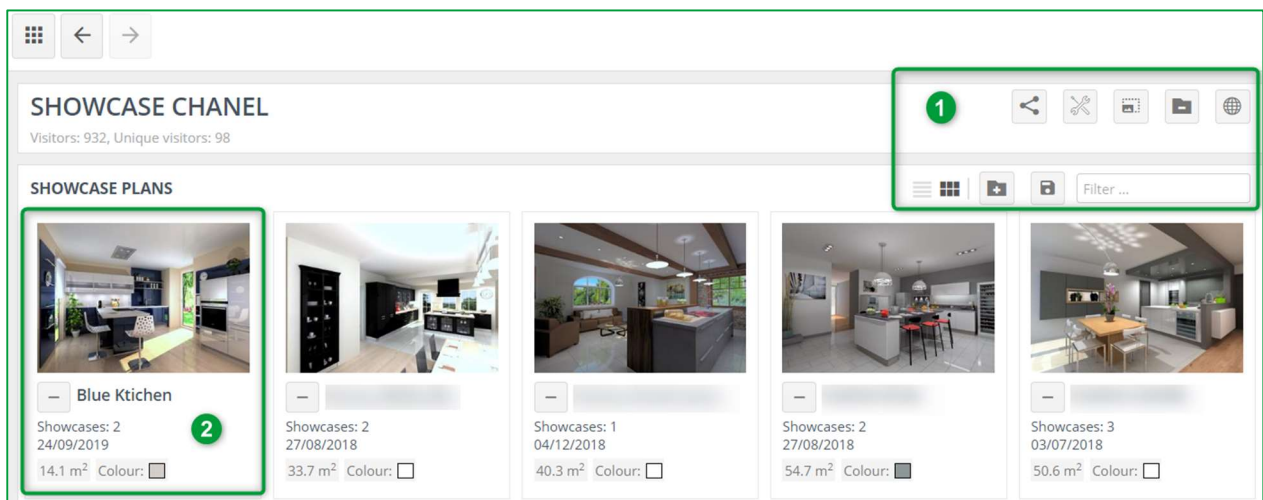 SHOWCASE CHANEL
Visitors: 932, Unique visitors: 98
1
SHOWCASE PLANS
Filter ...
Blue Ktichen
Showcases: 2
24/09/2019
2
14.1 m² Colour:
Showcases: 2
27/08/2018
33.7 m² Colour:
Showcases: 1
04/12/2018
40.3 m² Colour:
Showcases: 2
27/08/2018
54.7 m² Colour:
Showcases: 3
03/07/2018
50.6 m² Colour: